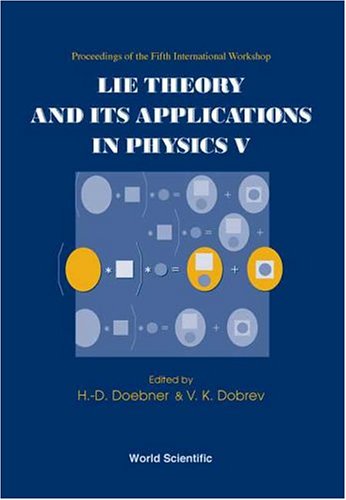 Proceedings of the Fifth International Workshop
LIE THEORY
AND ITS APPLICATIONS
IN PHYSICS V
Edited by
H.-D. Doebner & V. K. Dobrev
World Scientific